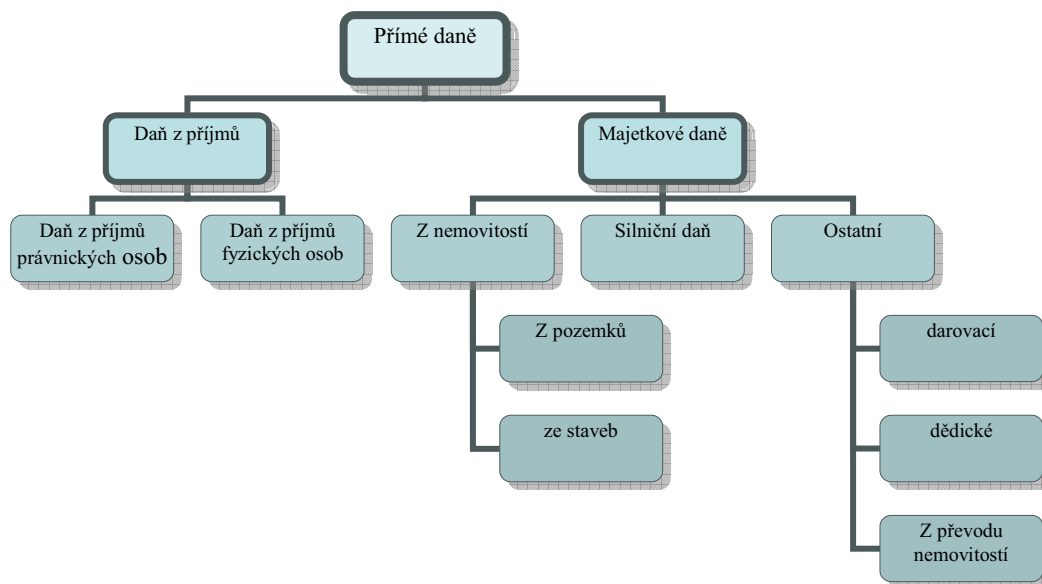 Přímé daně
Daň z příjmů
Majetkové daně
Daň z příjmů
právnických osob
Daň z příjmů
fyzických osob
Z nemovitostí
Silniční daň
Ostatní
Z pozemků
darovací
ze staveb
dědické
Z převodu
nemovitostí